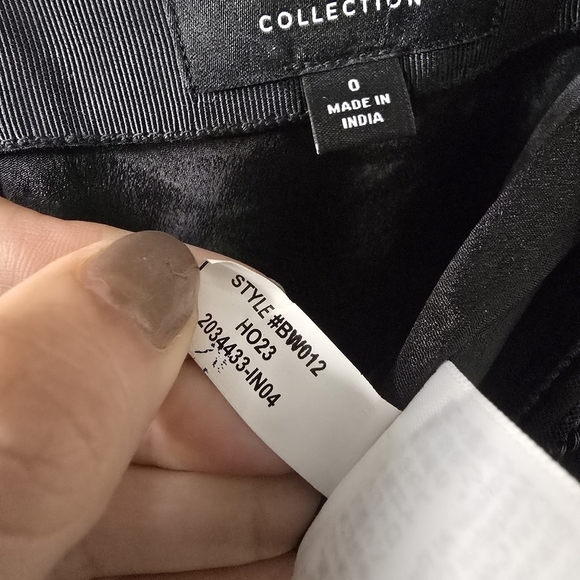 COLLECTION
0
MADE IN
INDIA
STYLE #BW012
HO23
2034433-IN04